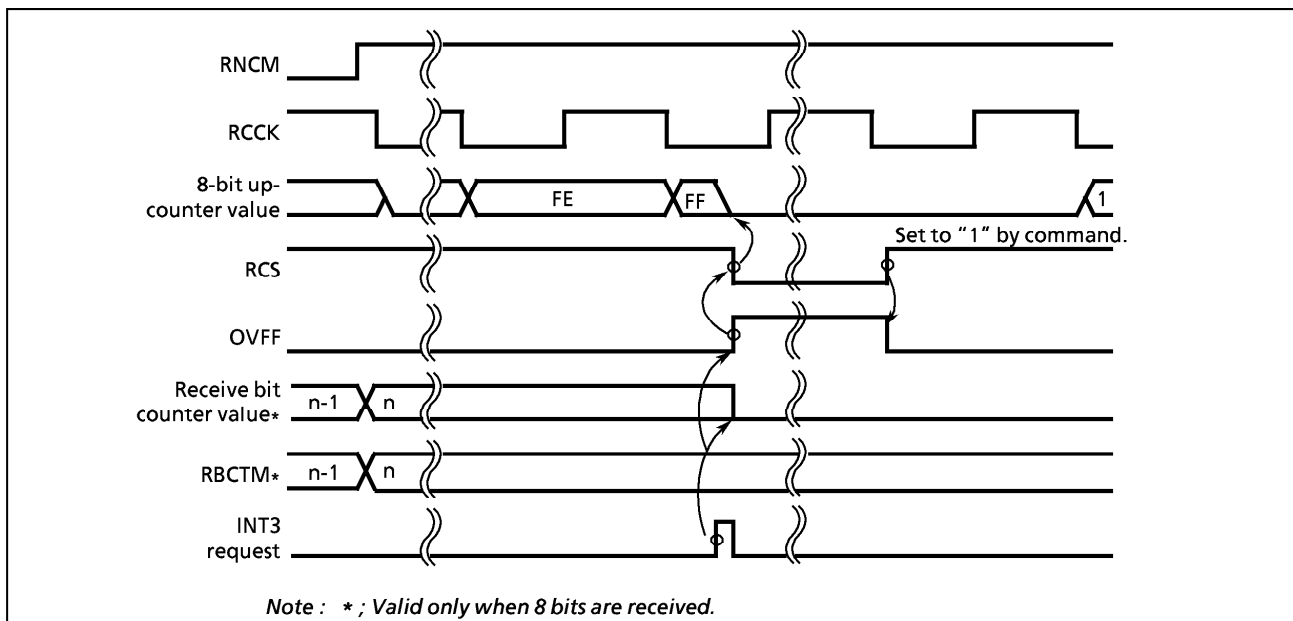 RNCM
RCCK
8-bit up-
counter value
FE
FF
1
Set to “1” by command.
RCS
OVFF
Receive bit
counter value*
n-1
n
RBCTM*
n-1
n
INT3
request
Note : * ; Valid only when 8 bits are received.